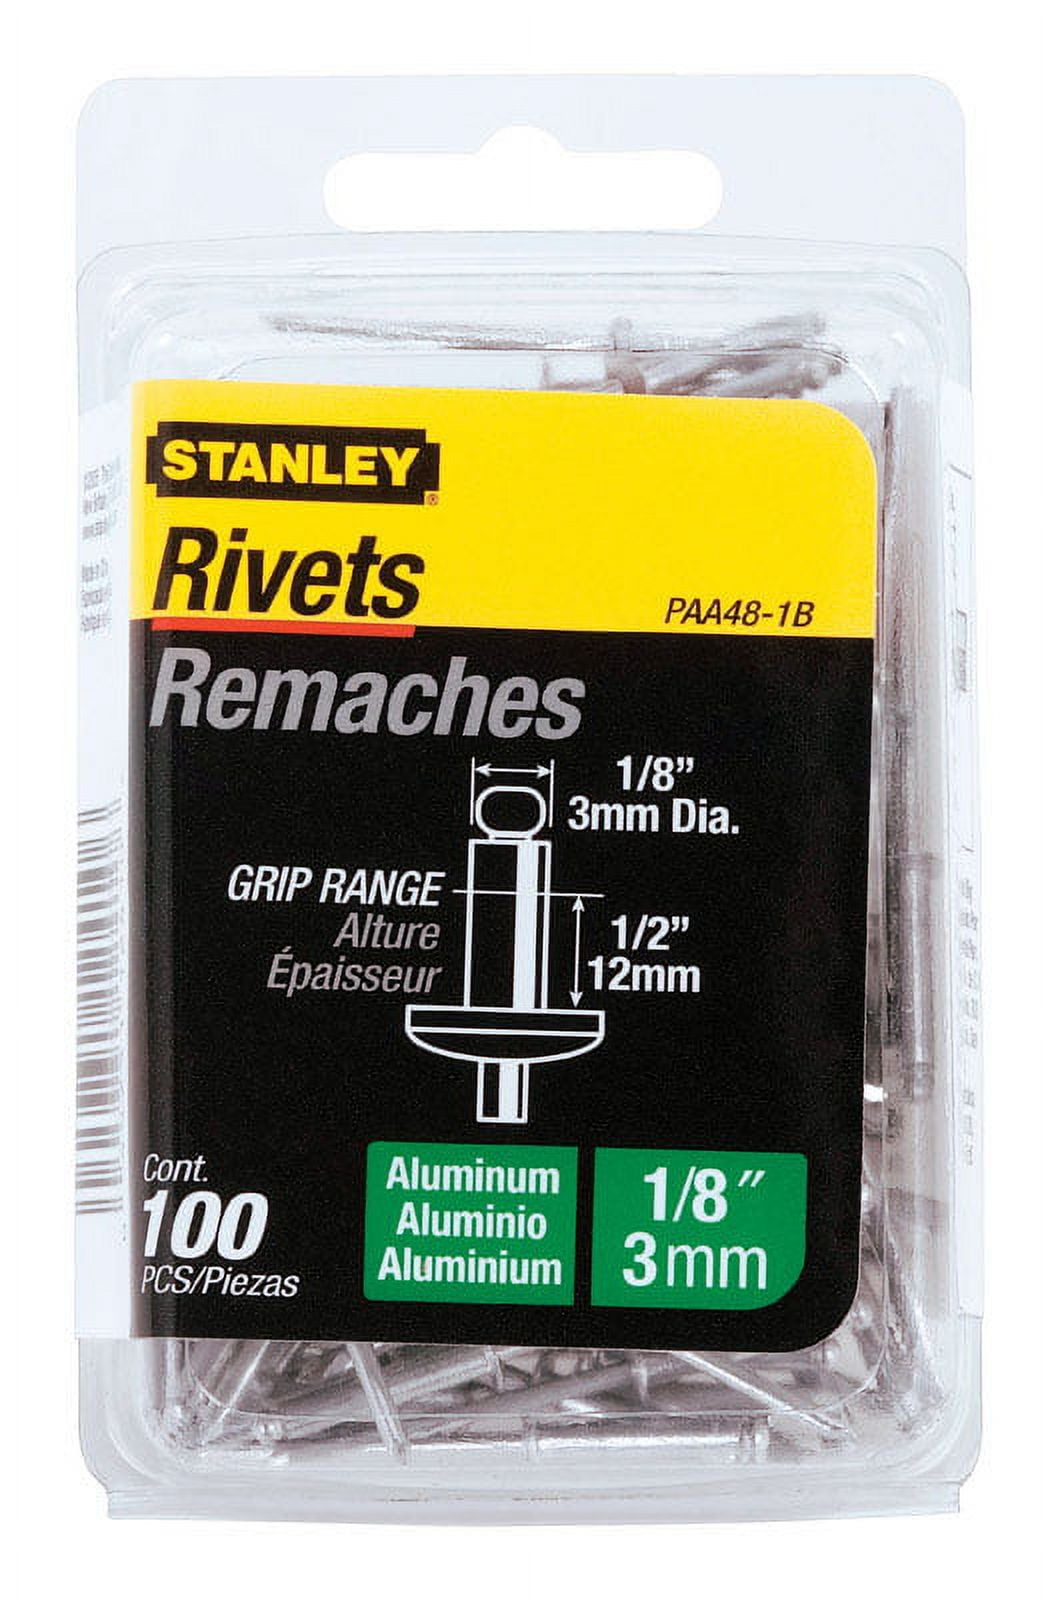 STANLEY®
Rivets
PAA48-1B
Remaches
1/8”
3mm Dia.
GRIP RANGE
Alture
Épaisseur
1/2”
12mm
Cont.
100
PCS/Piezas
Aluminum
Aluminio
Aluminium
1/8″
3mm